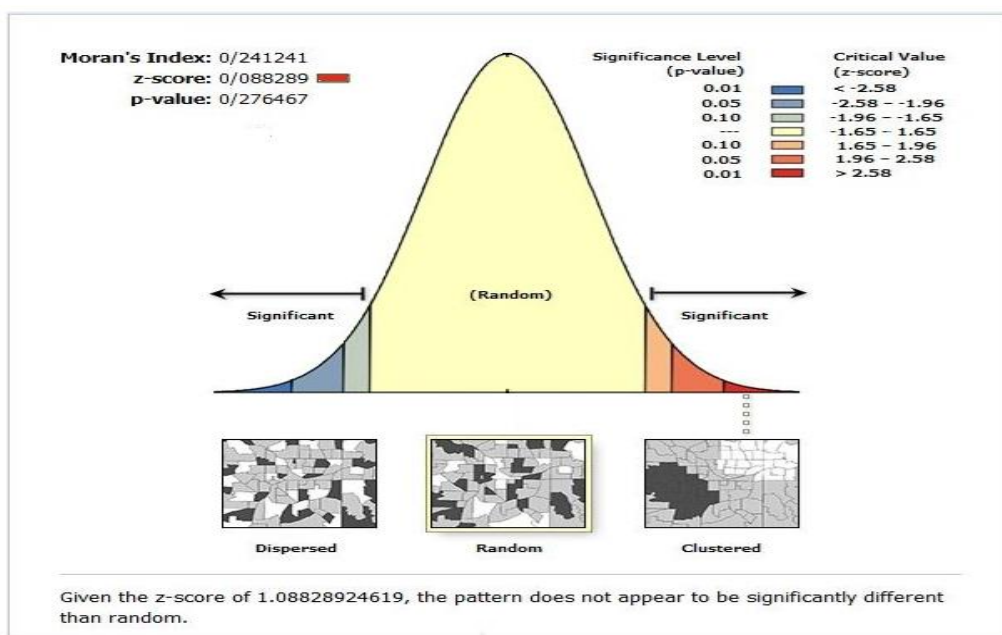 Moran's Index: 0/241241
z-score: 0/088289
p-value: 0/276467
Significance Level
(p-value)
0.01
0.05
0.10
---
0.10
0.05
0.01
Critical Value
(z-score)
< -2.58
-2.58 – -1.96
-1.96 – -1.65
-1.65 – 1.65
1.65 – 1.96
1.96 – 2.58
> 2.58
(Random)
Significant
Significant
Dispersed
Random
Clustered
Given the z-score of 1.08828924619, the pattern does not appear to be significantly different
than random.